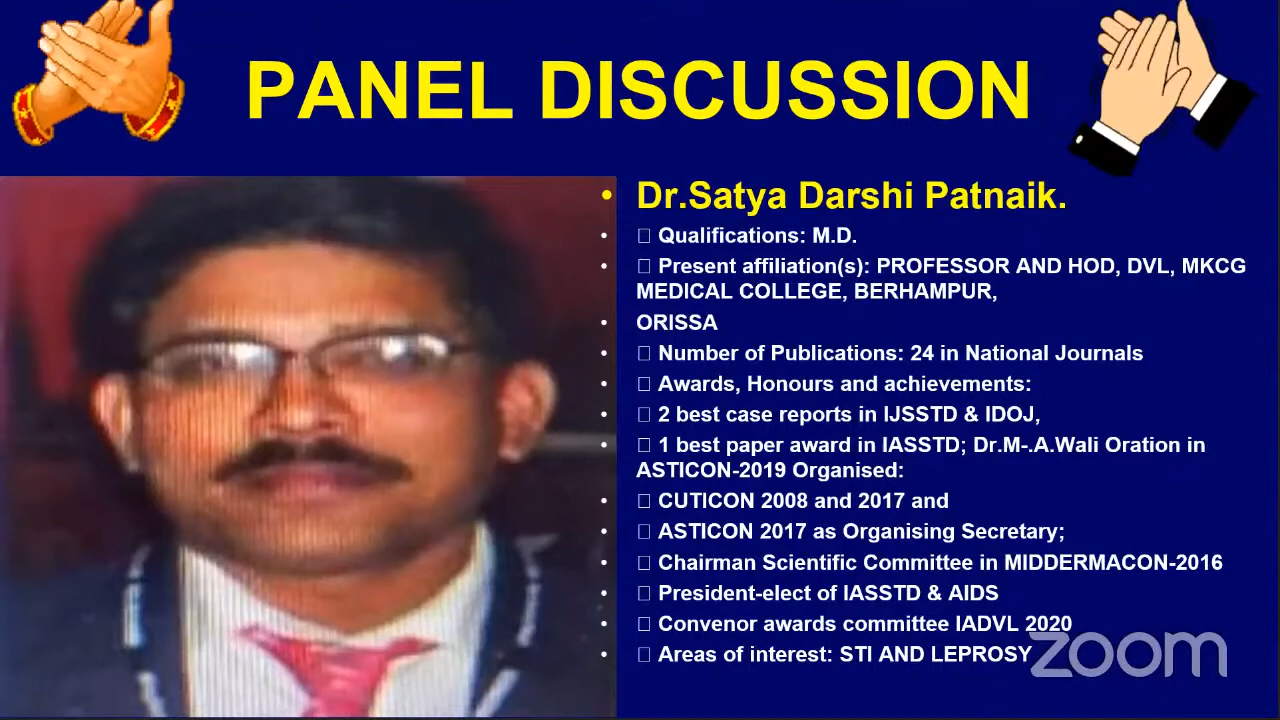 PANEL DISCUSSION
• Dr.Satya Darshi Patnaik.
• □ Qualifications: M.D.
• □ Present affiliation(s): PROFESSOR AND HOD, DVL, MKCG
MEDICAL COLLEGE, BERHAMPUR,
• ORISSA
• □ Number of Publications: 24 in National Journals
• □ Awards, Honours and achievements:
• □ 2 best case reports in IJSSTD & IDOJ,
• □ 1 best paper award in IASSTD; Dr.M-.A.Wali Oration in
ASTICON-2019 Organised:
• □ CUTICON 2008 and 2017 and
• □ ASTICON 2017 as Organising Secretary;
• □ Chairman Scientific Committee in MIDDERMACON-2016
• □ President-elect of IASSTD & AIDS
• □ Convenor awards committee IADVL 2020
• □ Areas of interest: STI AND LEPROSY
zoom